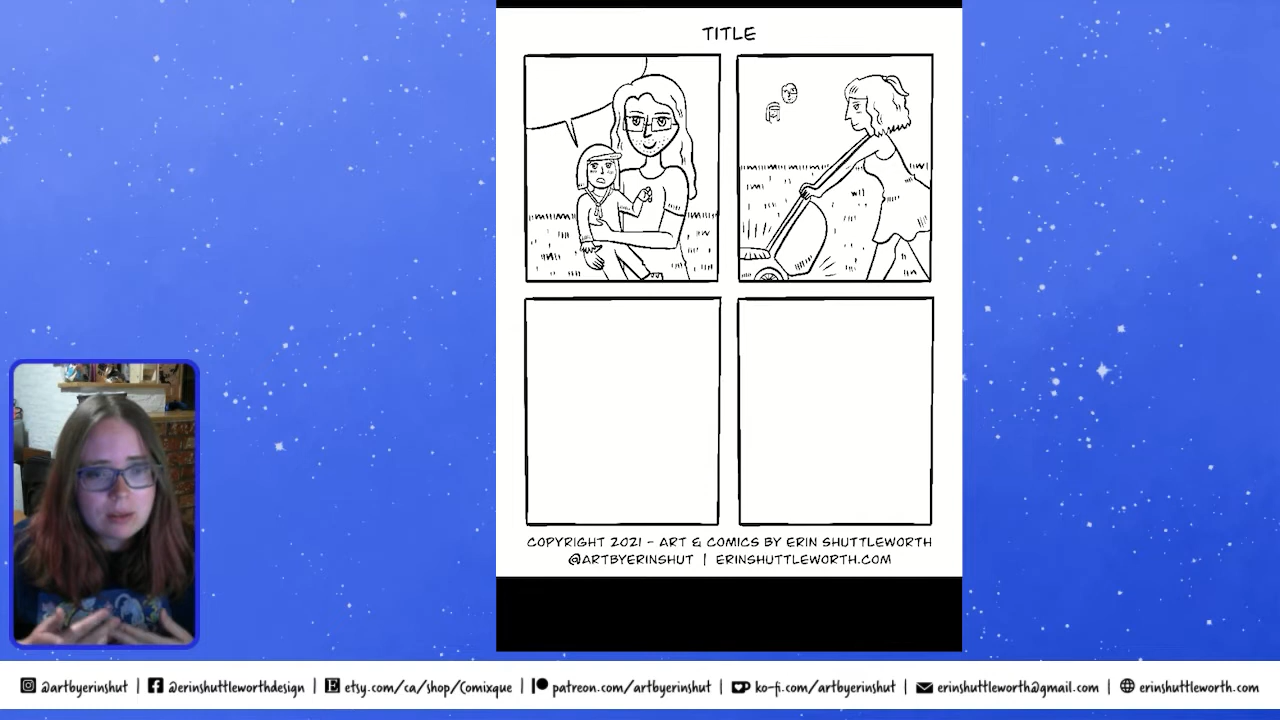 TITLE
COPYRIGHT 2021 - ART & COMICS BY ERIN SHUTTLEWORTH
@ARTBYERINSHUT | ERINSHUTTLEWORTH.COM
@artbyerinshut | @erinshuttleworthdesign | etsy.com/ca/shop/Comixque | patreon.com/artbyerinshut | ko-fi.com/artbyerinshut | erinshuttleworth@gmail.com | erinshuttleworth.com